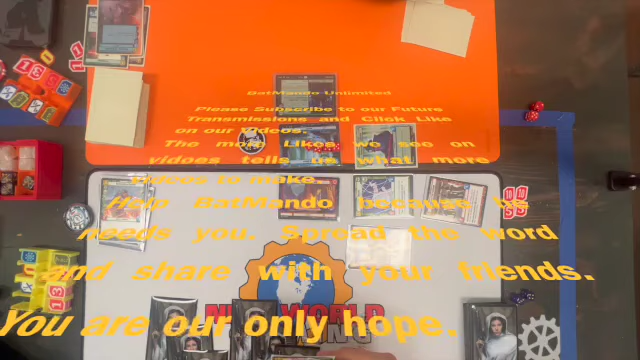 BatMando Unlimited
Please Subscribe to our Future
Transmissions and Click Like
on our videos.
The more Likes we see on
vidoes tells us what more
videos to make.
Help BatMando because he
needs you. Spread the word
and share with your friends.
You are our only hope.